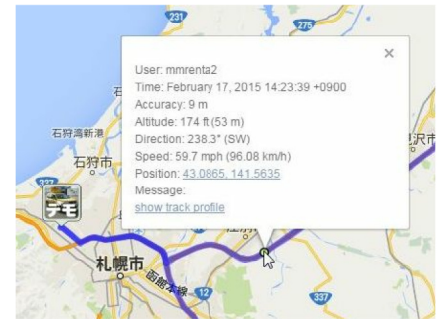 231
275
×
User: mmrenta2
Time: February 17, 2015 14:23:39 +0900
Accuracy: 9 m
Altitude: 174 ft(53 m)
Direction: 238.3° (SW)
Speed: 59.7 mph (96.08 km/h)
Position: 43.0865, 141.5635
Message:
show track profile
石狩湾新港
石狩市
337
デモ
札幌市
函館本線
12
337